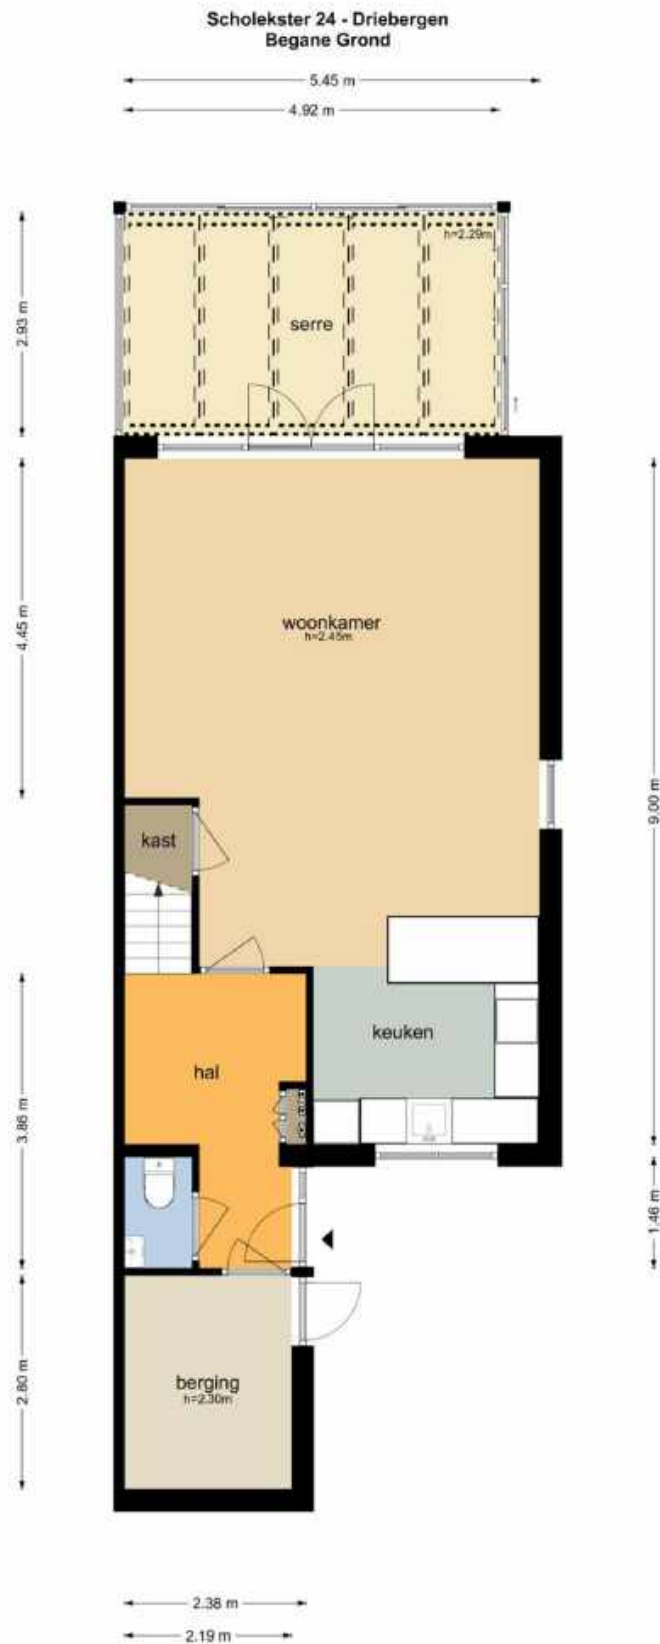 Scholekster 24 - Driebergen
Begane Grond
5.45 m
4.92 m
h=2.29m
2.93 m
serre
4.45 m
woonkamer
h=2.45m
9.00 m
kast
keuken
hal
3.86 m
1.46 m
berging
h=2.30m
2.80 m
2.38 m
2.19 m